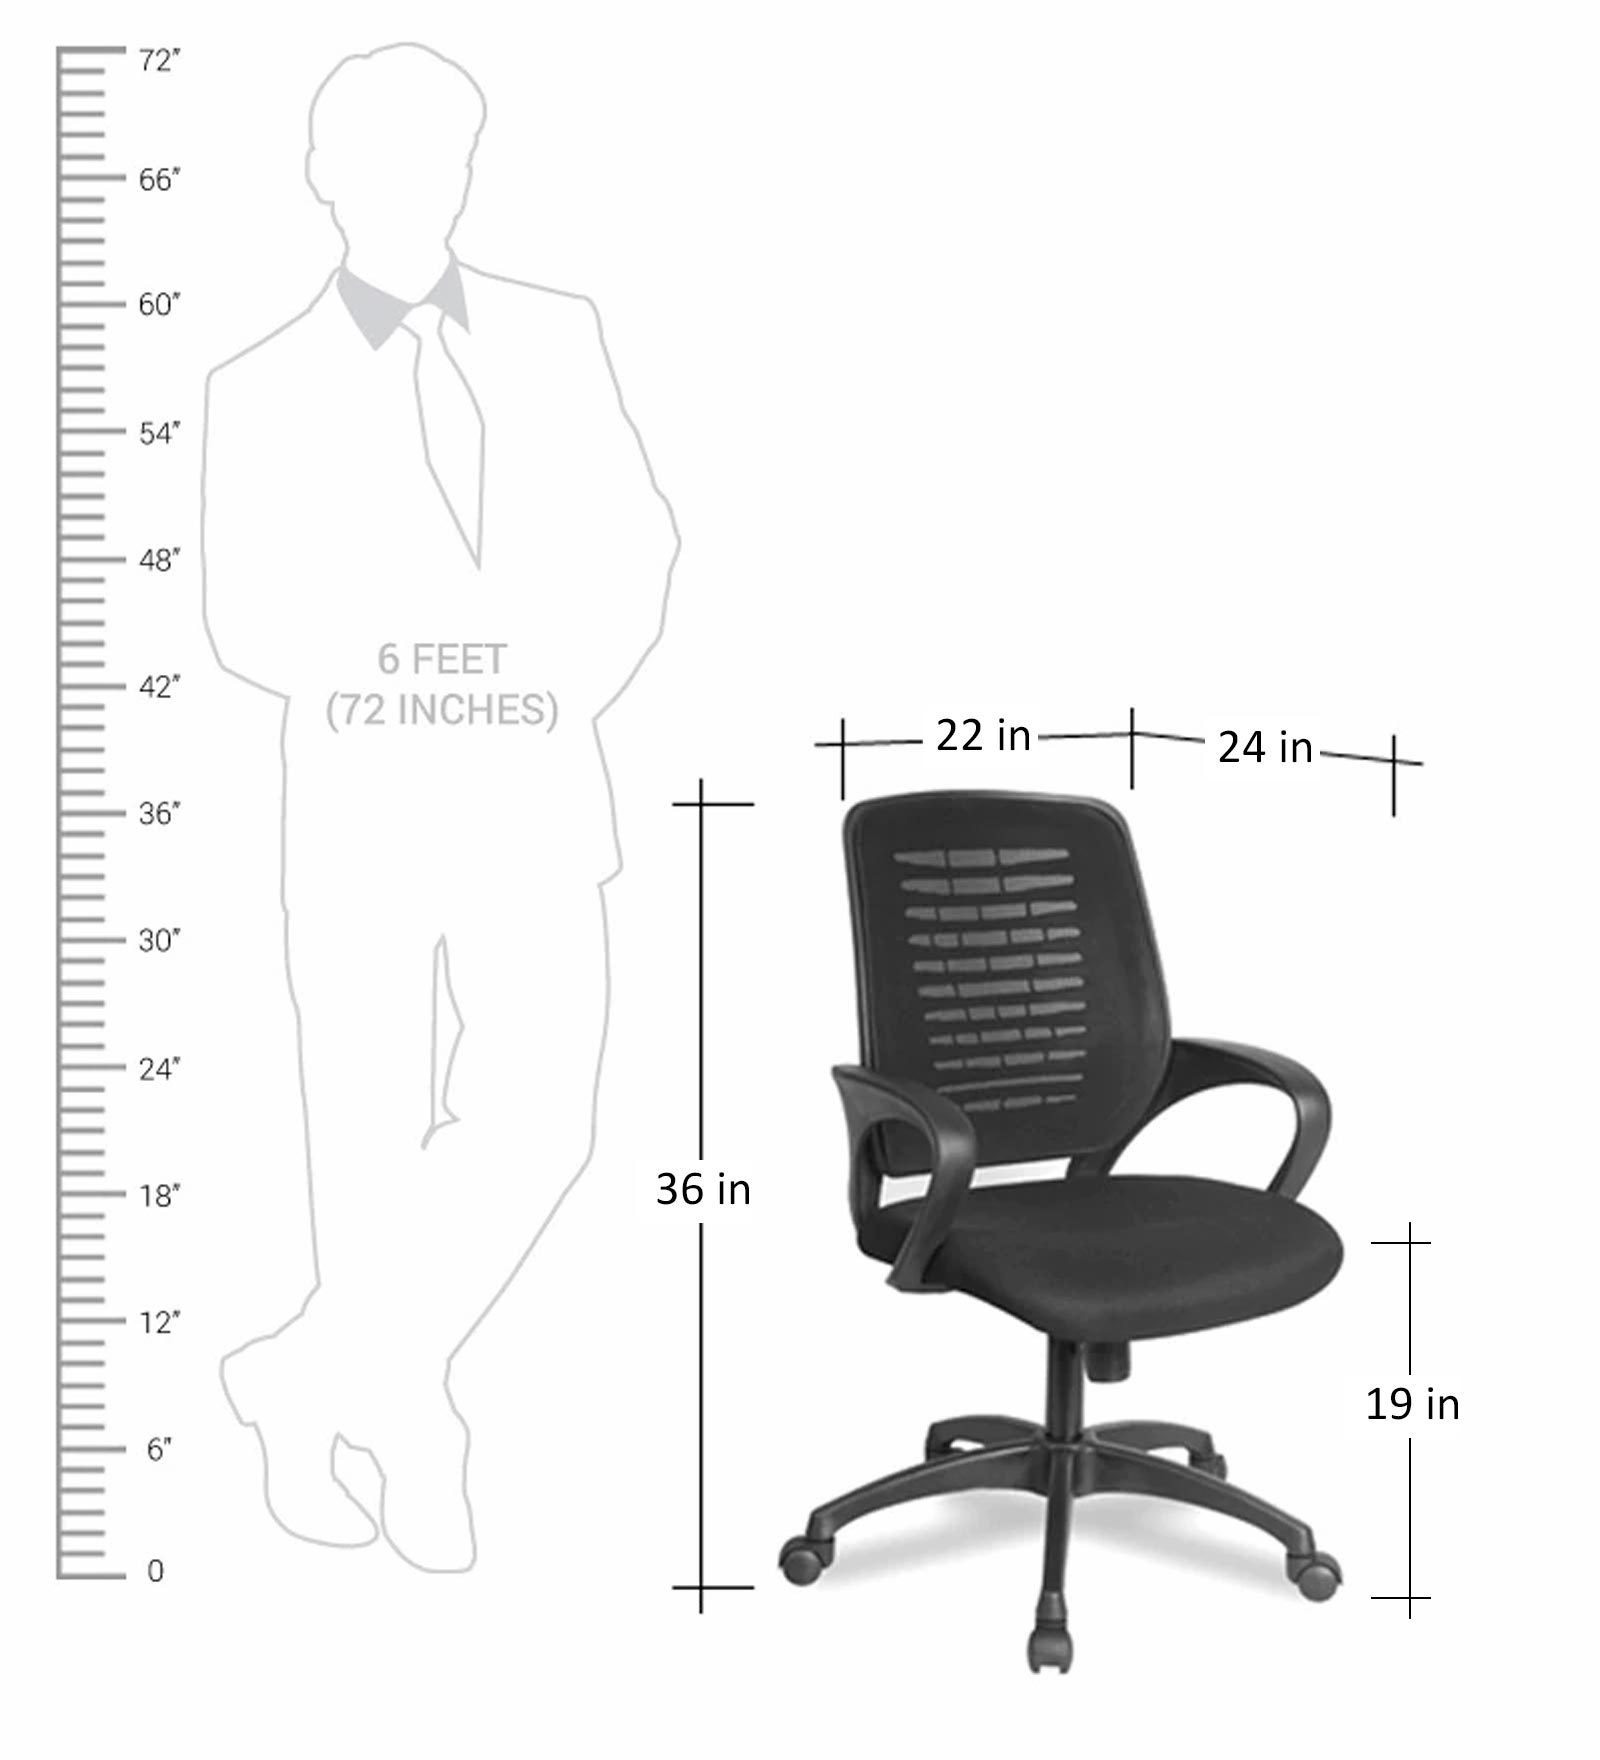 72"
66"
60"
54"
48"
6 FEET
(72 INCHES)
42"
22 in
24 in
36"
30"
24"
36 in
18"
12"
19 in
6"
0